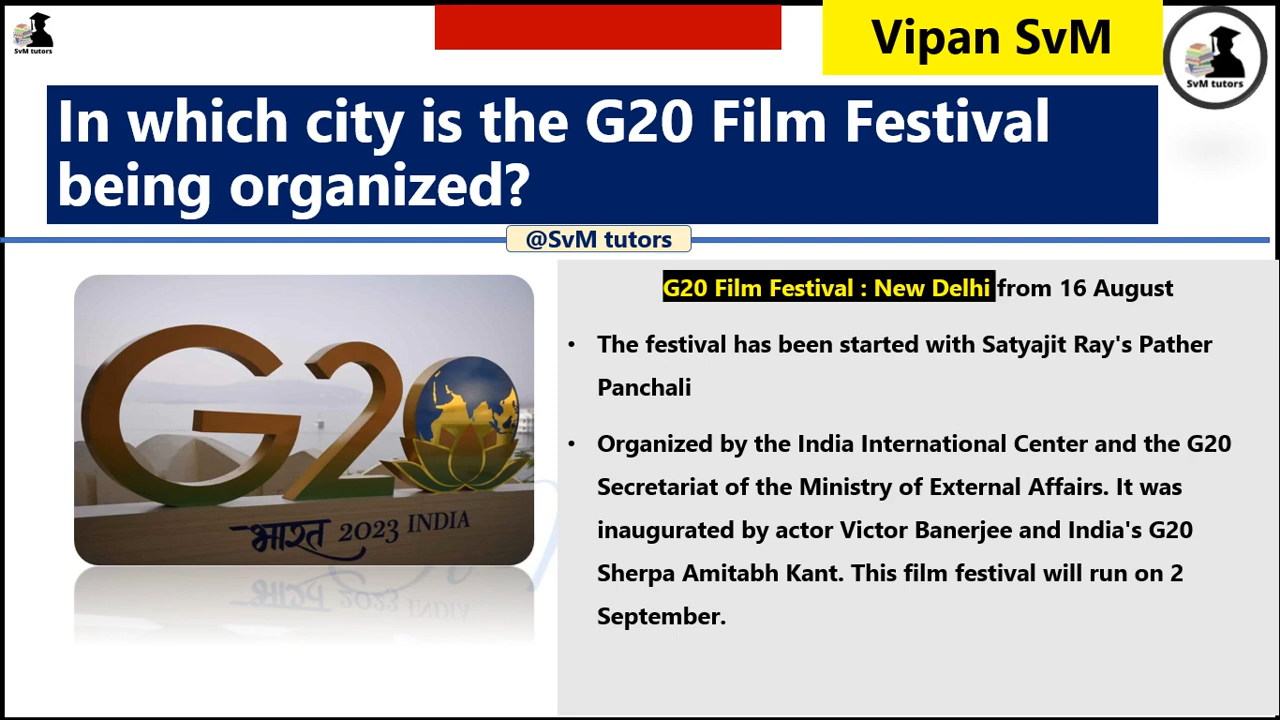 SvM tutors
Vipan SvM
SvM tutors
In which city is the G20 Film Festival
being organized?
@SvM tutors
G20
भारत 2023 INDIA
G20 Film Festival : New Delhi from 16 August
• The festival has been started with Satyajit Ray's Pather
Panchali
• Organized by the India International Center and the G20
Secretariat of the Ministry of External Affairs. It was
inaugurated by actor Victor Banerjee and India's G20
Sherpa Amitabh Kant. This film festival will run on 2
September.